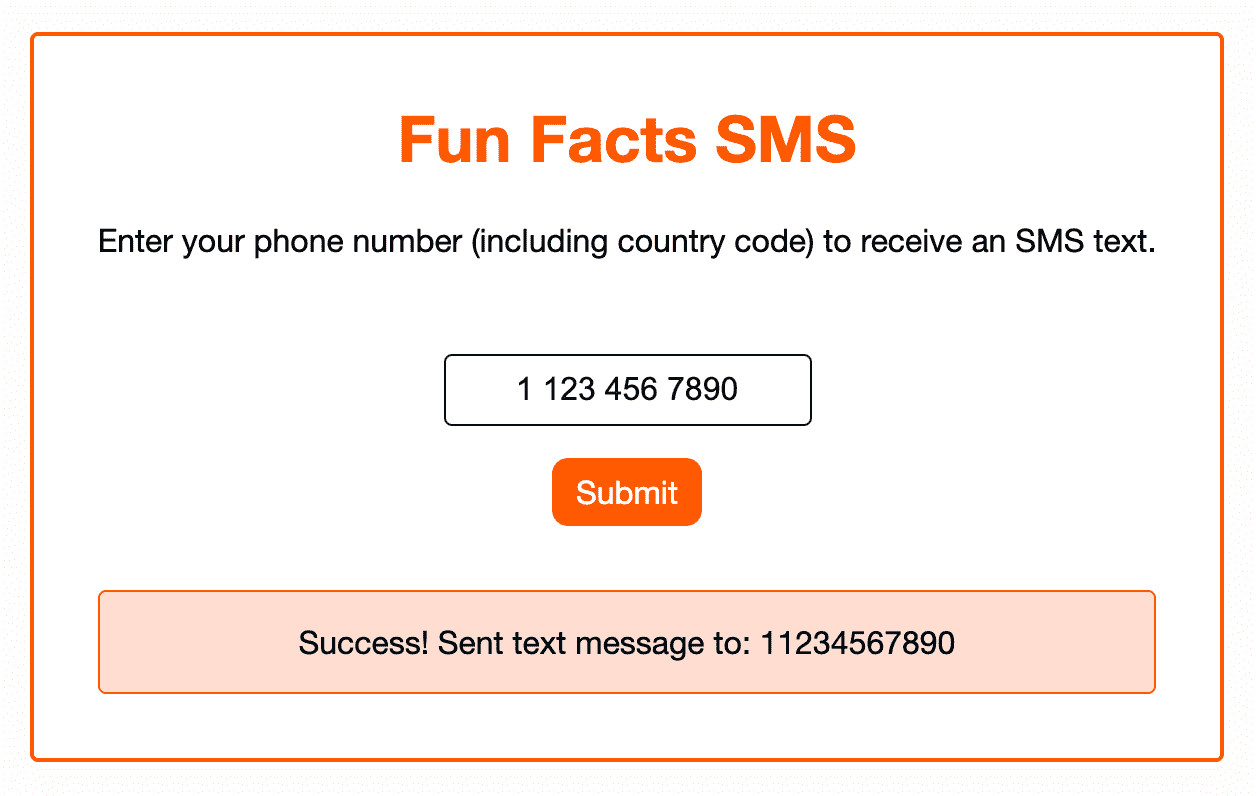 Fun Facts SMS
Enter your phone number (including country code) to receive an SMS text.
1 123 456 7890
Submit
Success! Sent text message to: 11234567890